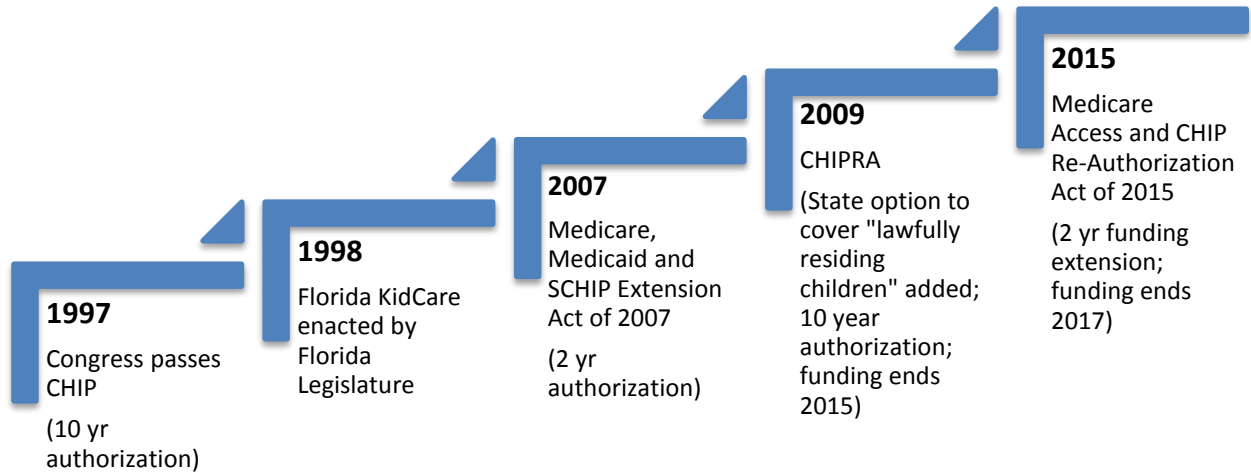 1997
Congress passes
CHIP
(10 yr
authorization)
1998
Florida KidCare
enacted by
Florida
Legislature
2007
Medicare,
Medicaid and
SCHIP Extension
Act of 2007
(2 yr
authorization)
2009
CHIPRA
(State option to
cover "lawfully
residing
children" added;
10 year
authorization;
funding ends
2015)
2015
Medicare
Access and CHIP
Re-Authorization
Act of 2015
(2 yr funding
extension;
funding ends
2017)